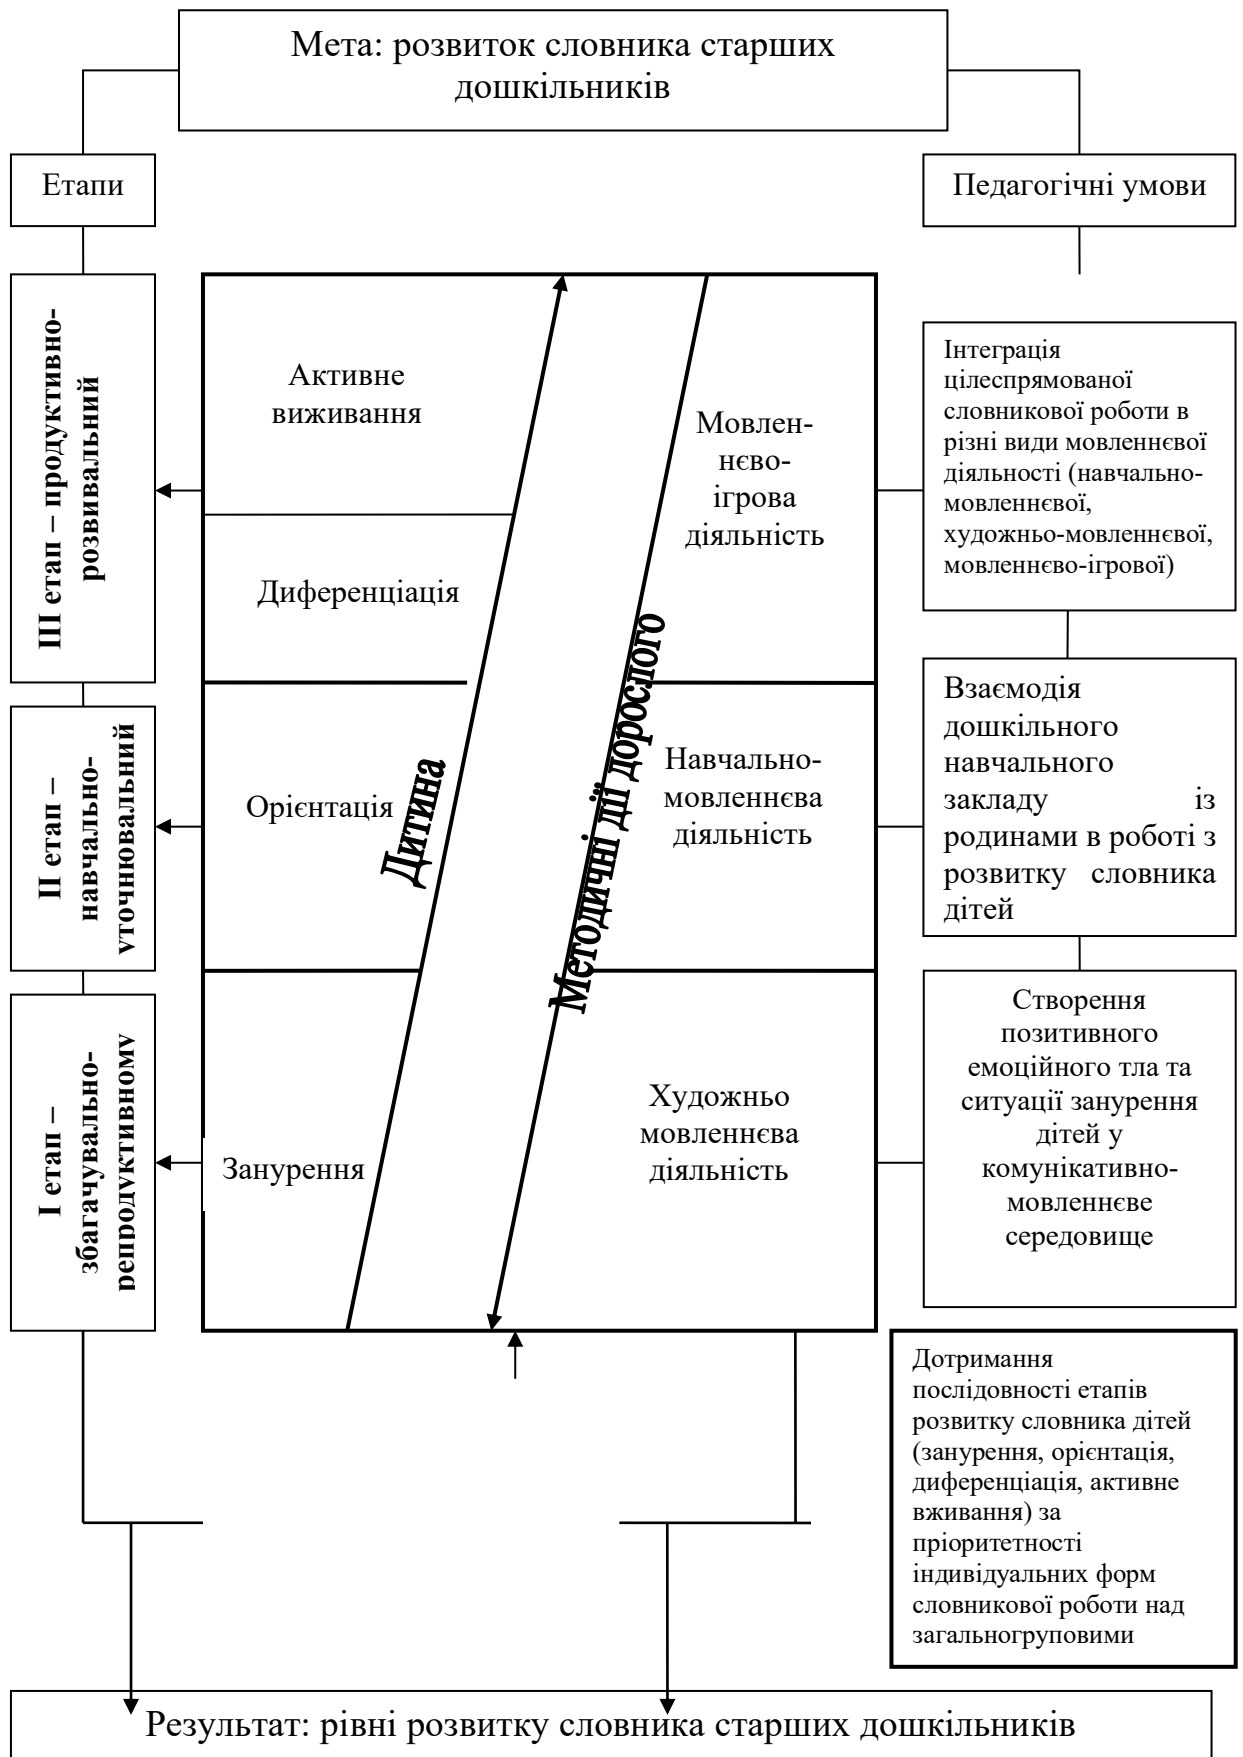 Мета: розвиток словника старших
дошкільників
Етапи
Педагогічні умови
ІІІ етап – продуктивно-
розвивальний
Активне
виживання
Диференціація
Мовлен-
нєво-
ігрова
діяльність
Інтеграція
цілеспрямованої
словникової роботи в
різні види мовленнєвої
діяльності (навчально-
мовленнєвої,
художньо-мовленнєвої,
мовленнєво-ігрової)
ІІ етап –
навчально-
уточнювальний
Орієнтація
Дитина
Методичні дії дорослого
Навчально-
мовленнєва
діяльність
Взаємодія
дошкільного
навчального
закладу із
родинами в роботі з
розвитку словника
дітей
І етап –
збагачувально-
репродуктивному
Занурення
Художньо
мовленнєва
діяльність
Створення
позитивного
емоційного тла та
ситуації занурення
дітей у
комунікативно-
мовленнєве
середовище
Дотримання
послідовності етапів
розвитку словника дітей
(занурення, орієнтація,
диференціація, активне
вживання) за
пріоритетності
індивідуальних форм
словникової роботи над
загальногруповими
Результат: рівні розвитку словника старших дошкільників